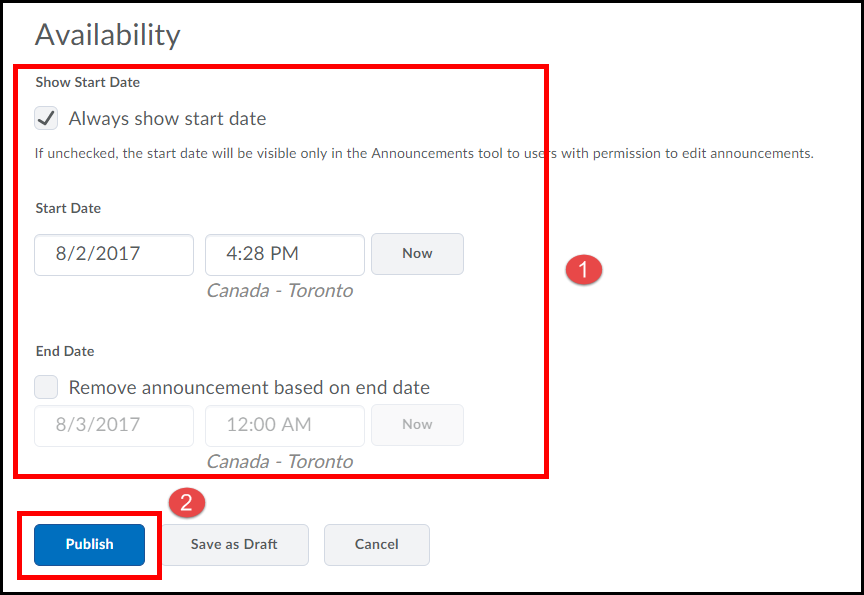 Availability
Show Start Date
Always show start date
If unchecked, the start date will be visible only in the Announcements tool to users with permission to edit announcements.
Start Date
8/2/2017 4:28 PM Now
1
Canada - Toronto
End Date
Remove announcement based on end date
8/3/2017 12:00 AM Now
Canada - Toronto
2
Publish Save as Draft Cancel